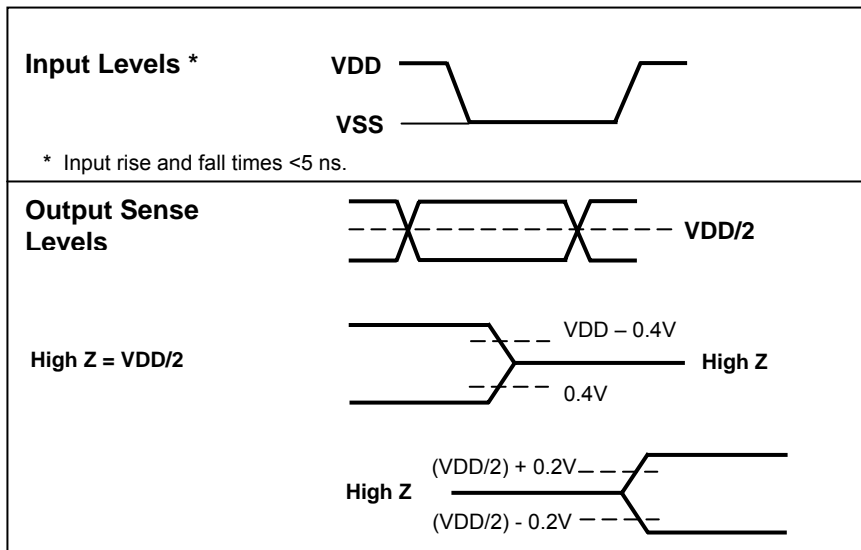 Input Levels *
VDD
VSS
* Input rise and fall times <5 ns.
Output Sense
Levels
VDD/2
VDD – 0.4V
High Z = VDD/2
High Z
0.4V
(VDD/2) + 0.2V
High Z
(VDD/2) - 0.2V